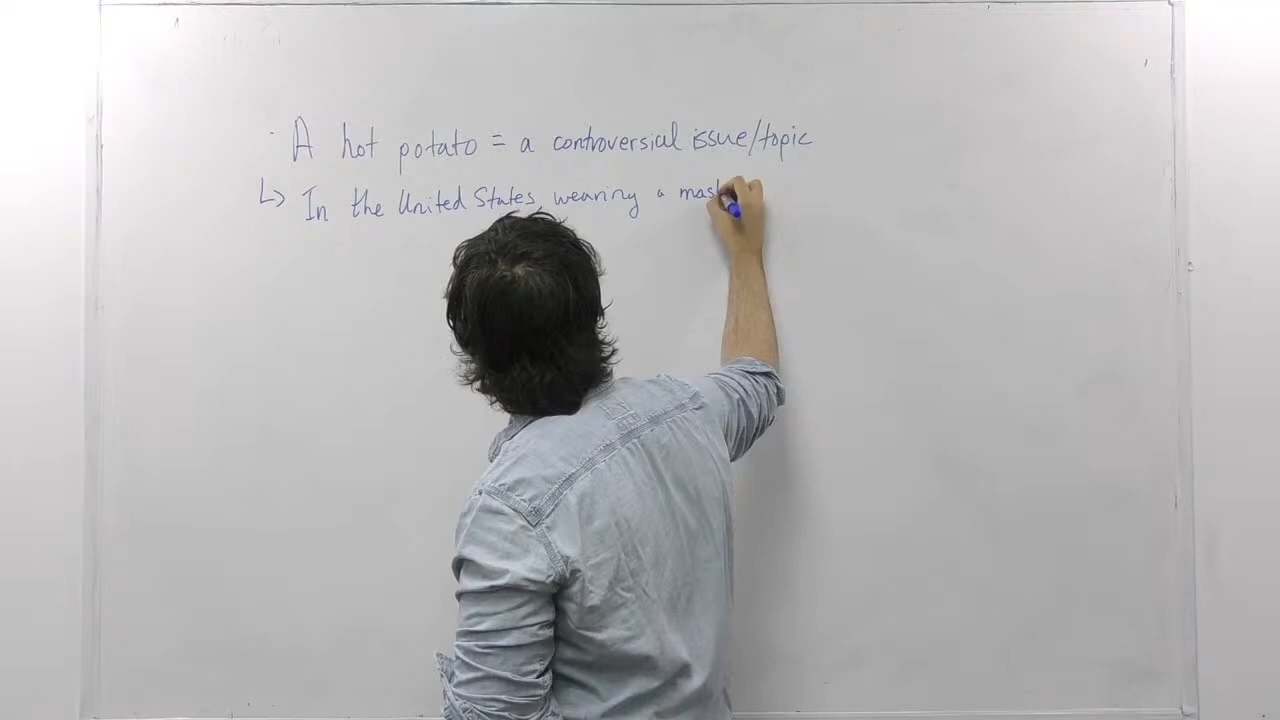 A hot potato = a controversial issue/topic
↳ In the United States, wearing a mas